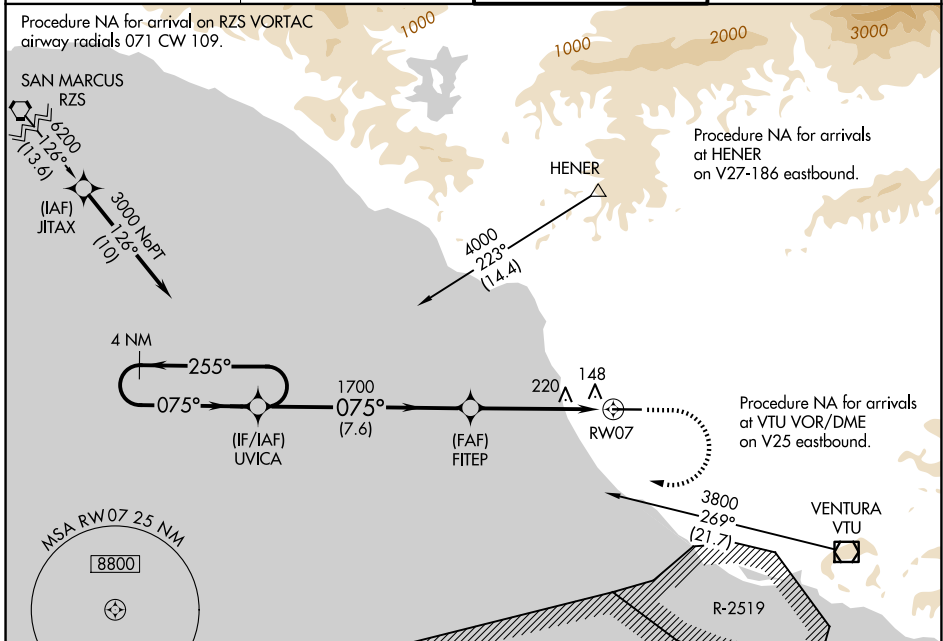 Procedure NA for arrival on RZS VORTAC
airway radials 071 CW 109.
1000
1000
2000
3000
SAN MARCUS
RZS
6200
126°
(13.6)
(IAF)
JITAX
3000 NoPT
126°
(10)
HENER
Procedure NA for arrivals
at HENER
on V27-186 eastbound.
4000
223°
(14.4)
4 NM
255°
075°
(IF/IAF)
UVICA
1700
075°
(7.6)
(FAF)
FITEP
220
148
RW07
Procedure NA for arrivals
at VTU VOR/DME
on V25 eastbound.
3800
269°
(21.7)
VENTURA
VTU
MSA RW07 25 NM
8800
R-2519